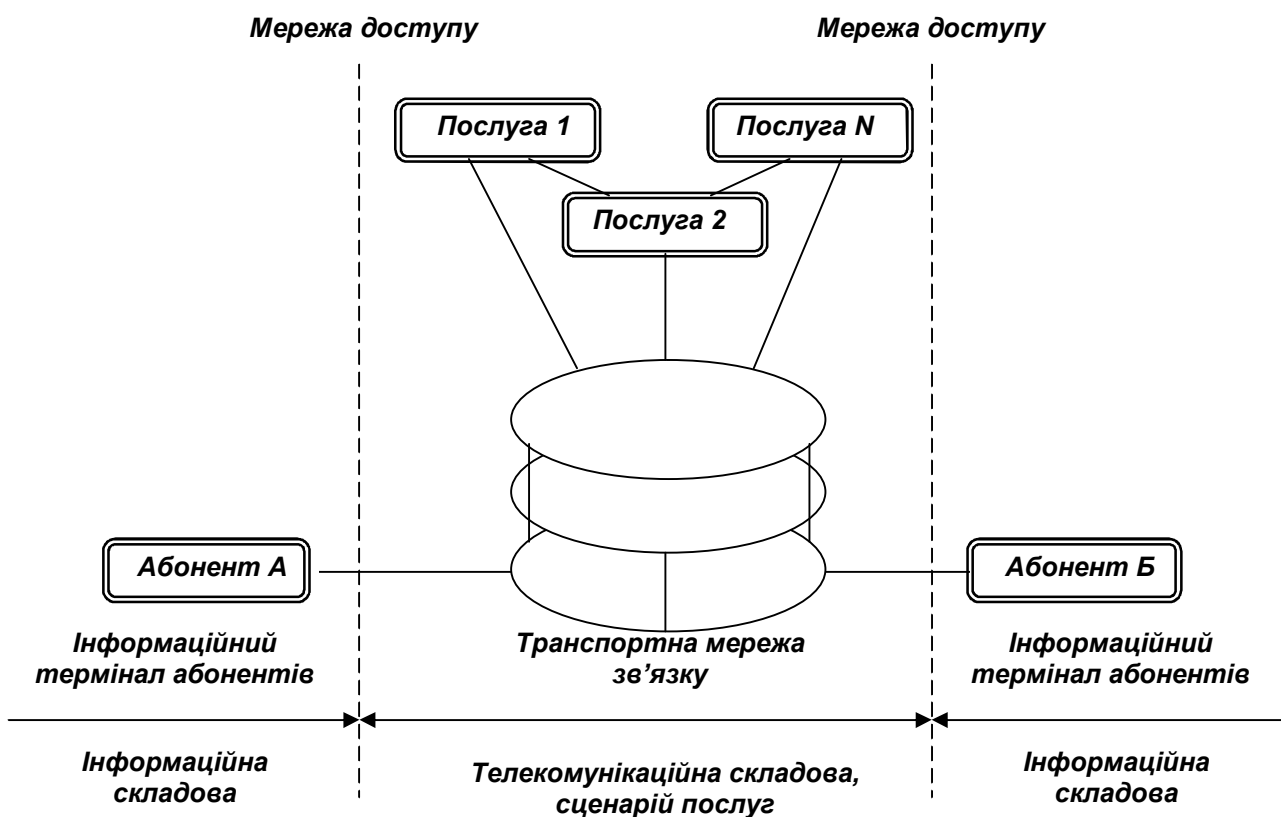 Мережа доступу
Мережа доступу
Послуга 1
Послуга N
Послуга 2
Абонент А
Абонент Б
Інформаційний
термінал абонентів
Транспортна мережа
зв’язку
Інформаційний
термінал абонентів
Інформаційна
складова
Телекомунікаційна складова,
сценарій послуг
Інформаційна
складова